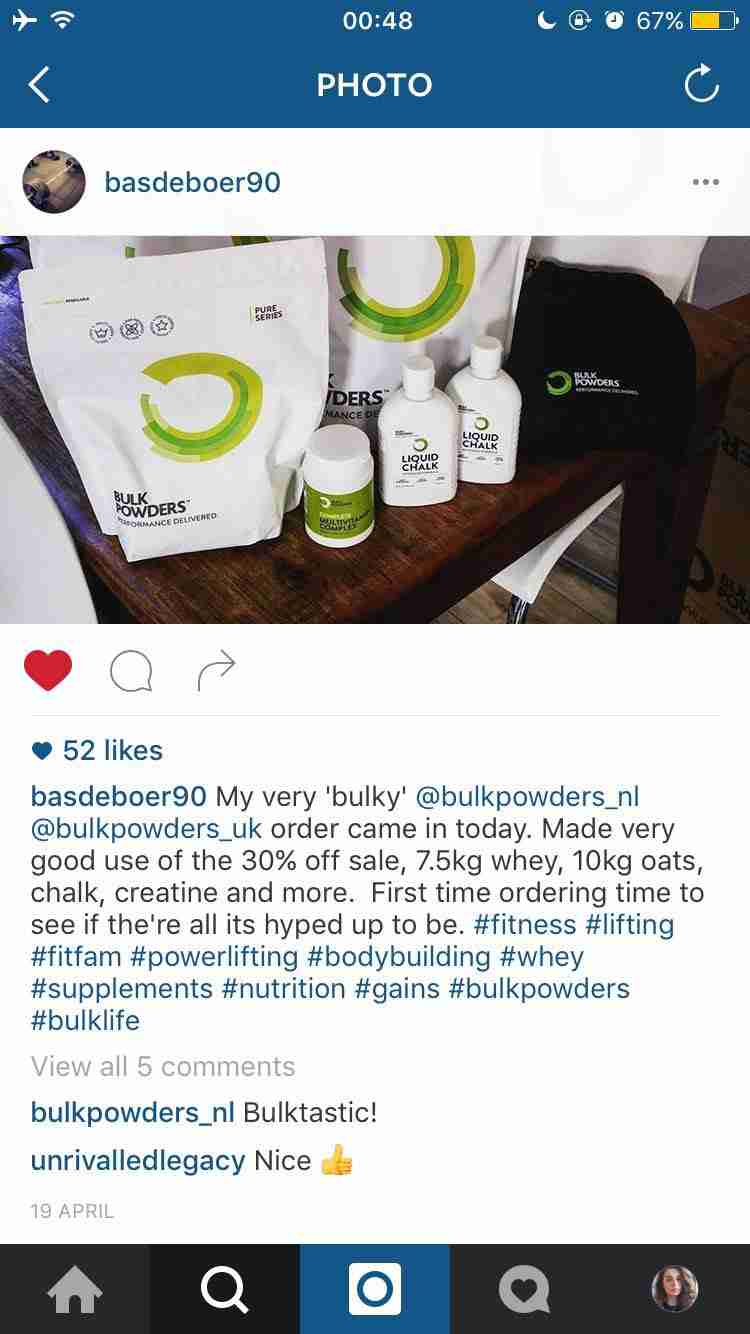 00:48
67%
PHOTO
basdeboer90
PURE
SERIES
BULK
POWDERS™
PERFORMANCE DELIVERED.
COMPLETE
MULTIVITAMIN
COMPLEX
LIQUID
CHALK
LIQUID
CHALK
BULK
POWDERS
PERFORMANCE DELIVERED.
52 likes
basdeboer90 My very 'bulky' @bulkpowders_nl
@bulkpowders_uk order came in today. Made very
good use of the 30% off sale, 7.5kg whey, 10kg oats,
chalk, creatine and more.  First time ordering time to
see if the're all its hyped up to be. #fitness #lifting
#fitfam #powerlifting #bodybuilding #whey
#supplements #nutrition #gains #bulkpowders
#bulklife
View all 5 comments
bulkpowders_nl Bulktastic!
unrivalledlegacy Nice 👍
19 APRIL